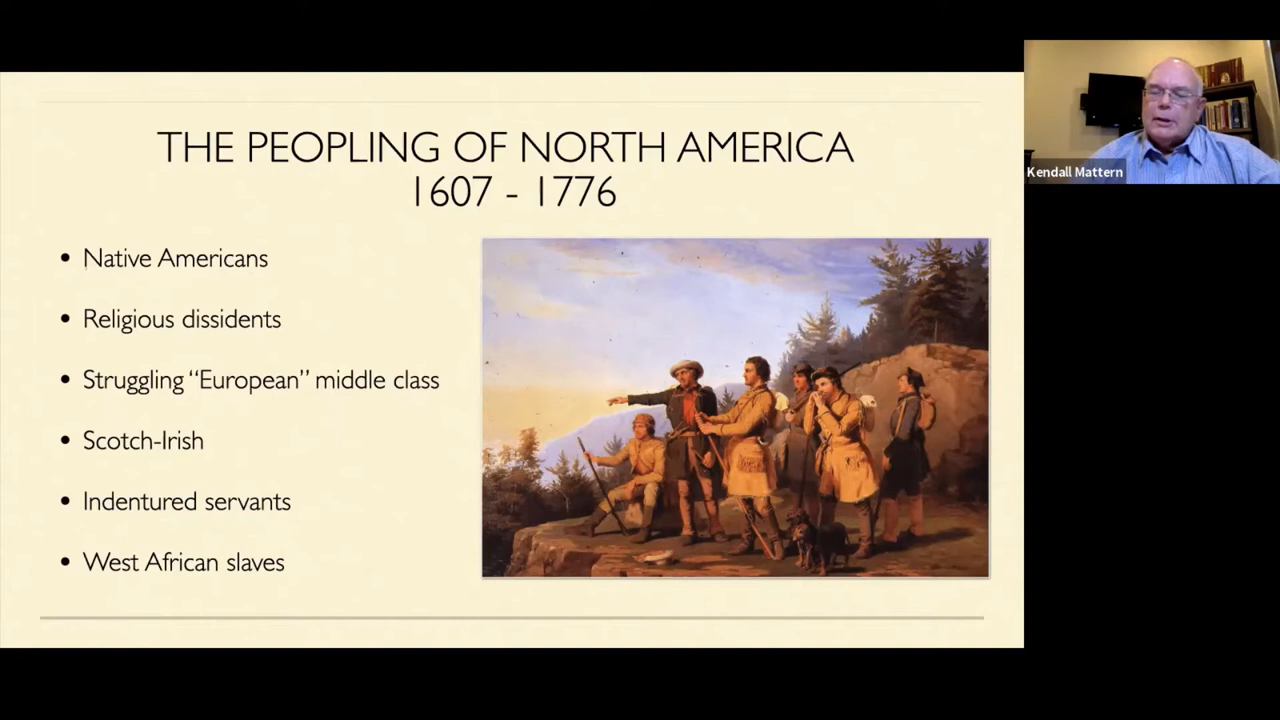 THE PEOPLING OF NORTH AMERICA
1607 - 1776
• Native Americans
• Religious dissidents
• Struggling “European” middle class
• Scotch-Irish
• Indentured servants
• West African slaves
Kendall Mattern